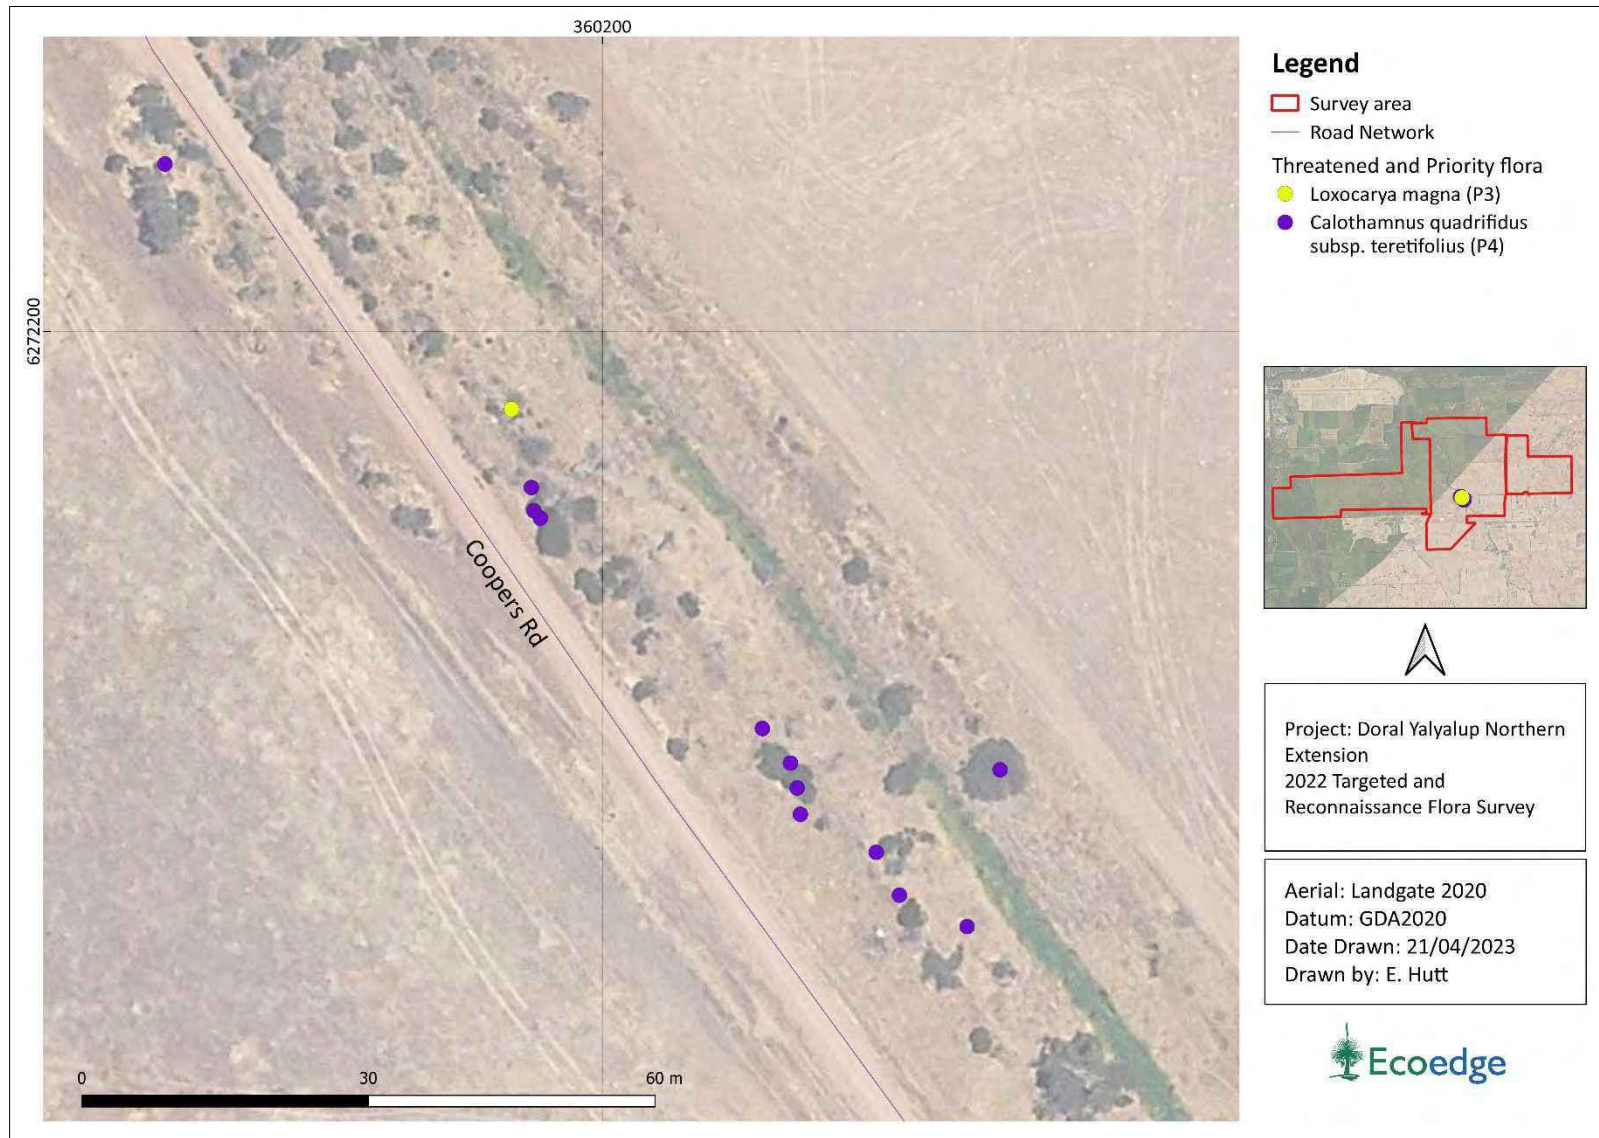 360200
6272200
Coopers Rd
0 30 60 m
Legend
Survey area
Road Network
Threatened and Priority flora
Loxocarya magna (P3)
Calothamnus quadrifidus
subsp. teretifolius (P4)
Project: Doral Yalyalup Northern
Extension
2022 Targeted and
Reconnaissance Flora Survey
Aerial: Landgate 2020
Datum: GDA2020
Date Drawn: 21/04/2023
Drawn by: E. Hutt
Ecoedge